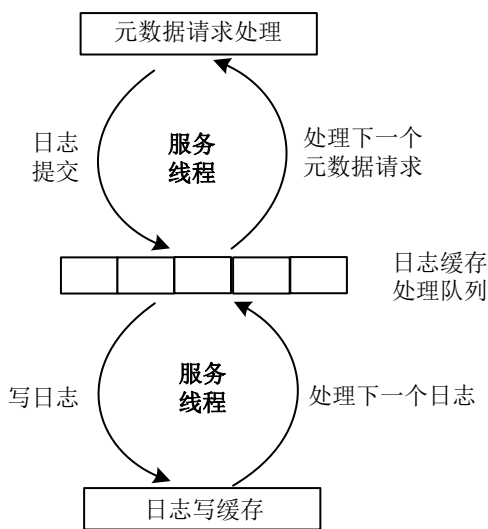 元数据请求处理
日志
提交
服务
线程
处理下一个
元数据请求
日志缓存
处理队列
写日志
服务
线程
处理下一个日志
日志写缓存